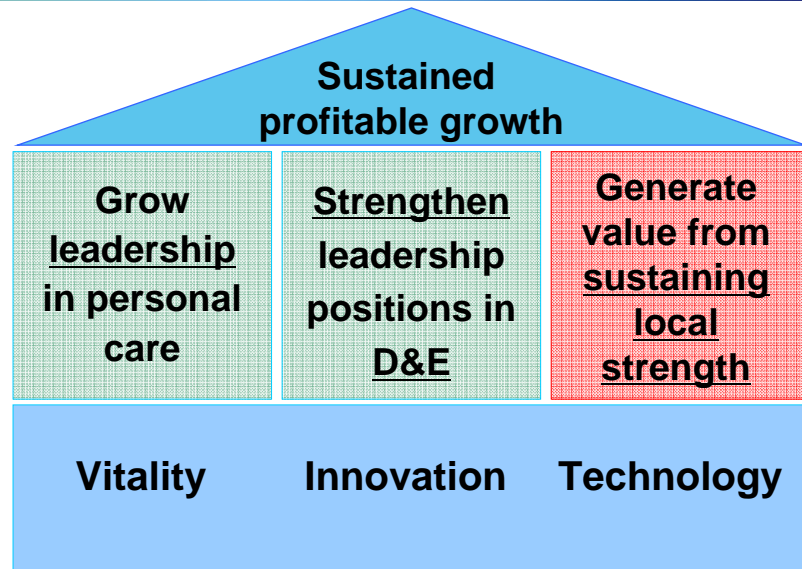 Sustained
profitable growth
Grow
leadership
in personal
care
Strengthen
leadership
positions in
D&E
Generate
value from
sustaining
local
strength
Vitality
Innovation
Technology